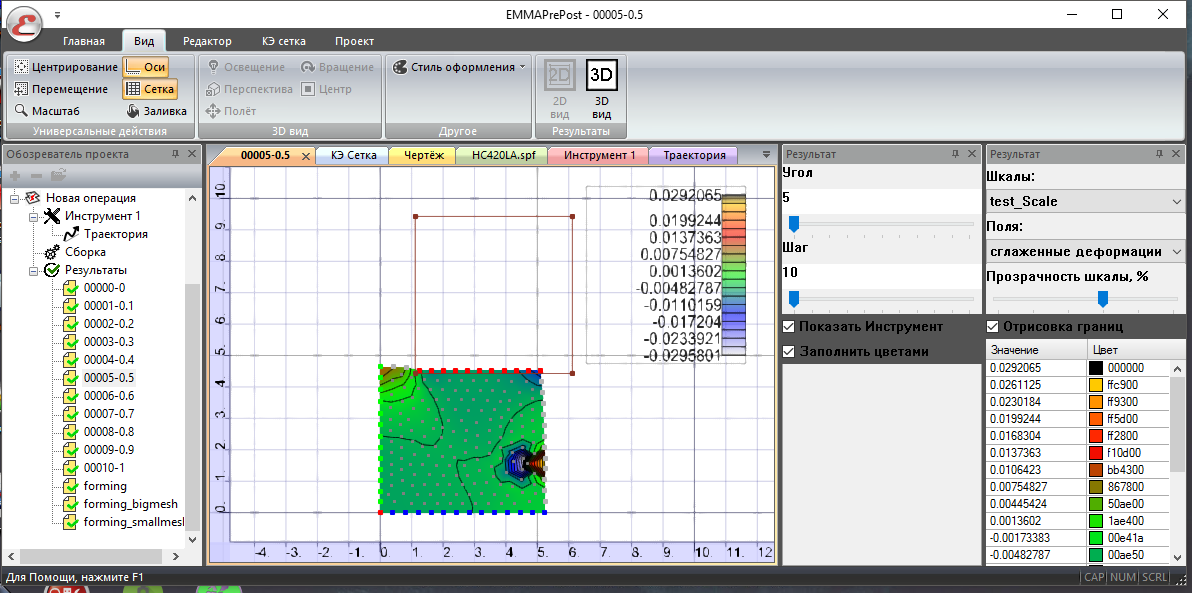 EMMAPrePost - 00005-0.5
Главная Вид Редактор КЭ сетка Проект
Центрирование Оси Освещение Вращение Стиль оформления 2D 3D
Перемещение Сетка Перспектива Центр 2D вид 3D вид
Масштаб Заливка Полёт
Универсальные действия 3D вид Другое Результаты
Обозреватель проекта
Новая операция
Инструмент 1
Траектория
Сборка
Результаты
00000-0
00001-0.1
00002-0.2
00003-0.3
00004-0.4
00005-0.5
00006-0.6
00007-0.7
00008-0.8
00009-0.9
00010-1
forming
forming_bigmesh
forming_smallmesl
00005-0.5 КЭ Сетка Чертёж HC420LA.spf Инструмент 1 Траектория
10.
9.
8.
7.
6.
5.
4.
3.
2.
1.
0.
-4. -3. -2. -1. 0. 1. 2. 3. 4. 5. 6. 7. 8. 9. 10. 11. 12
0.0292065
0.0199244
0.0137363
0.00754827
0.0013602
-0.00482787
-0.0110159
-0.017204
-0.0233921
-0.0295801
Результат
Угол
5
Шаг
10
Показать Инструмент
Заполнить цветами
Результат
Шкалы:
test_Scale
Поля:
сглаженные деформации
Прозрачность шкалы, %
Отрисовка границ
Значение Цвет
0.0292065 000000
0.0261125 ffc900
0.0230184 ff9300
0.0199244 ff5d00
0.0168304 ff2800
0.0137363 f10d00
0.0106423 bb4300
0.00754827 867800
0.00445424 50ae00
0.0013602 1ae400
-0.00173383 00e41a
-0.00482787 00ae50
Для Помощи, нажмите F1
CAP NUM SCRL